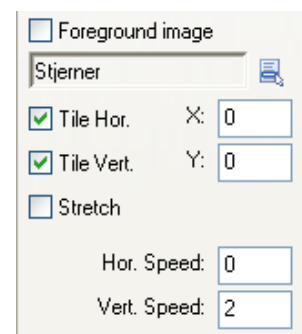 Foreground image
Stjerner
Tile Hor. X: 0
Tile Vert. Y: 0
Stretch
Hor. Speed: 0
Vert. Speed: 2